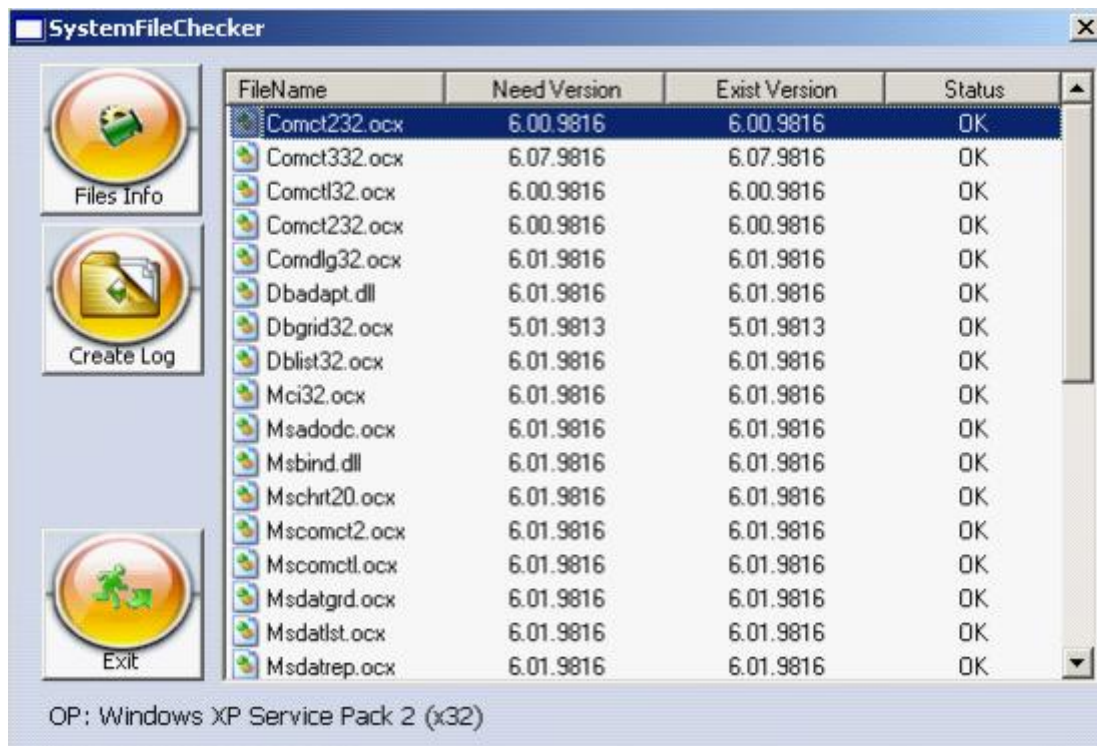 SystemFileChecker
Files Info
Create Log
Exit
FileName Need Version Exist Version Status
Comct232.ocx 6.00.9816 6.00.9816 OK
Comct332.ocx 6.07.9816 6.07.9816 OK
Comctl32.ocx 6.00.9816 6.00.9816 OK
Comct232.ocx 6.00.9816 6.00.9816 OK
Comdlg32.ocx 6.01.9816 6.01.9816 OK
Dbadapt.dll 6.01.9816 6.01.9816 OK
Dbgrid32.ocx 5.01.9813 5.01.9813 OK
Dblist32.ocx 6.01.9816 6.01.9816 OK
Mci32.ocx 6.01.9816 6.01.9816 OK
Msadodc.ocx 6.01.9816 6.01.9816 OK
Msbind.dll 6.01.9816 6.01.9816 OK
Mschrt20.ocx 6.01.9816 6.01.9816 OK
Mscomct2.ocx 6.01.9816 6.01.9816 OK
Mscomctl.ocx 6.01.9816 6.01.9816 OK
Msdatgrd.ocx 6.01.9816 6.01.9816 OK
Msdatlst.ocx 6.01.9816 6.01.9816 OK
Msdatrep.ocx 6.01.9816 6.01.9816 OK
OP: Windows XP Service Pack 2 (x32)